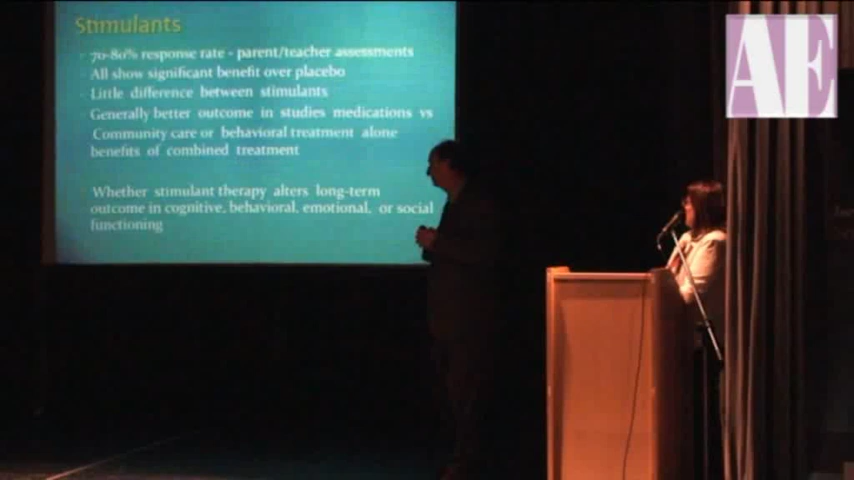 Stimulants
70-80% response rate - parent/teacher assessments
All show significant benefit over placebo
Little difference between stimulants
Generally better outcome in studies medications vs
Community care or behavioral treatment alone
benefits of combined treatment
Whether stimulant therapy alters long-term
outcome in cognitive, behavioral, emotional, or social
functioning
AE